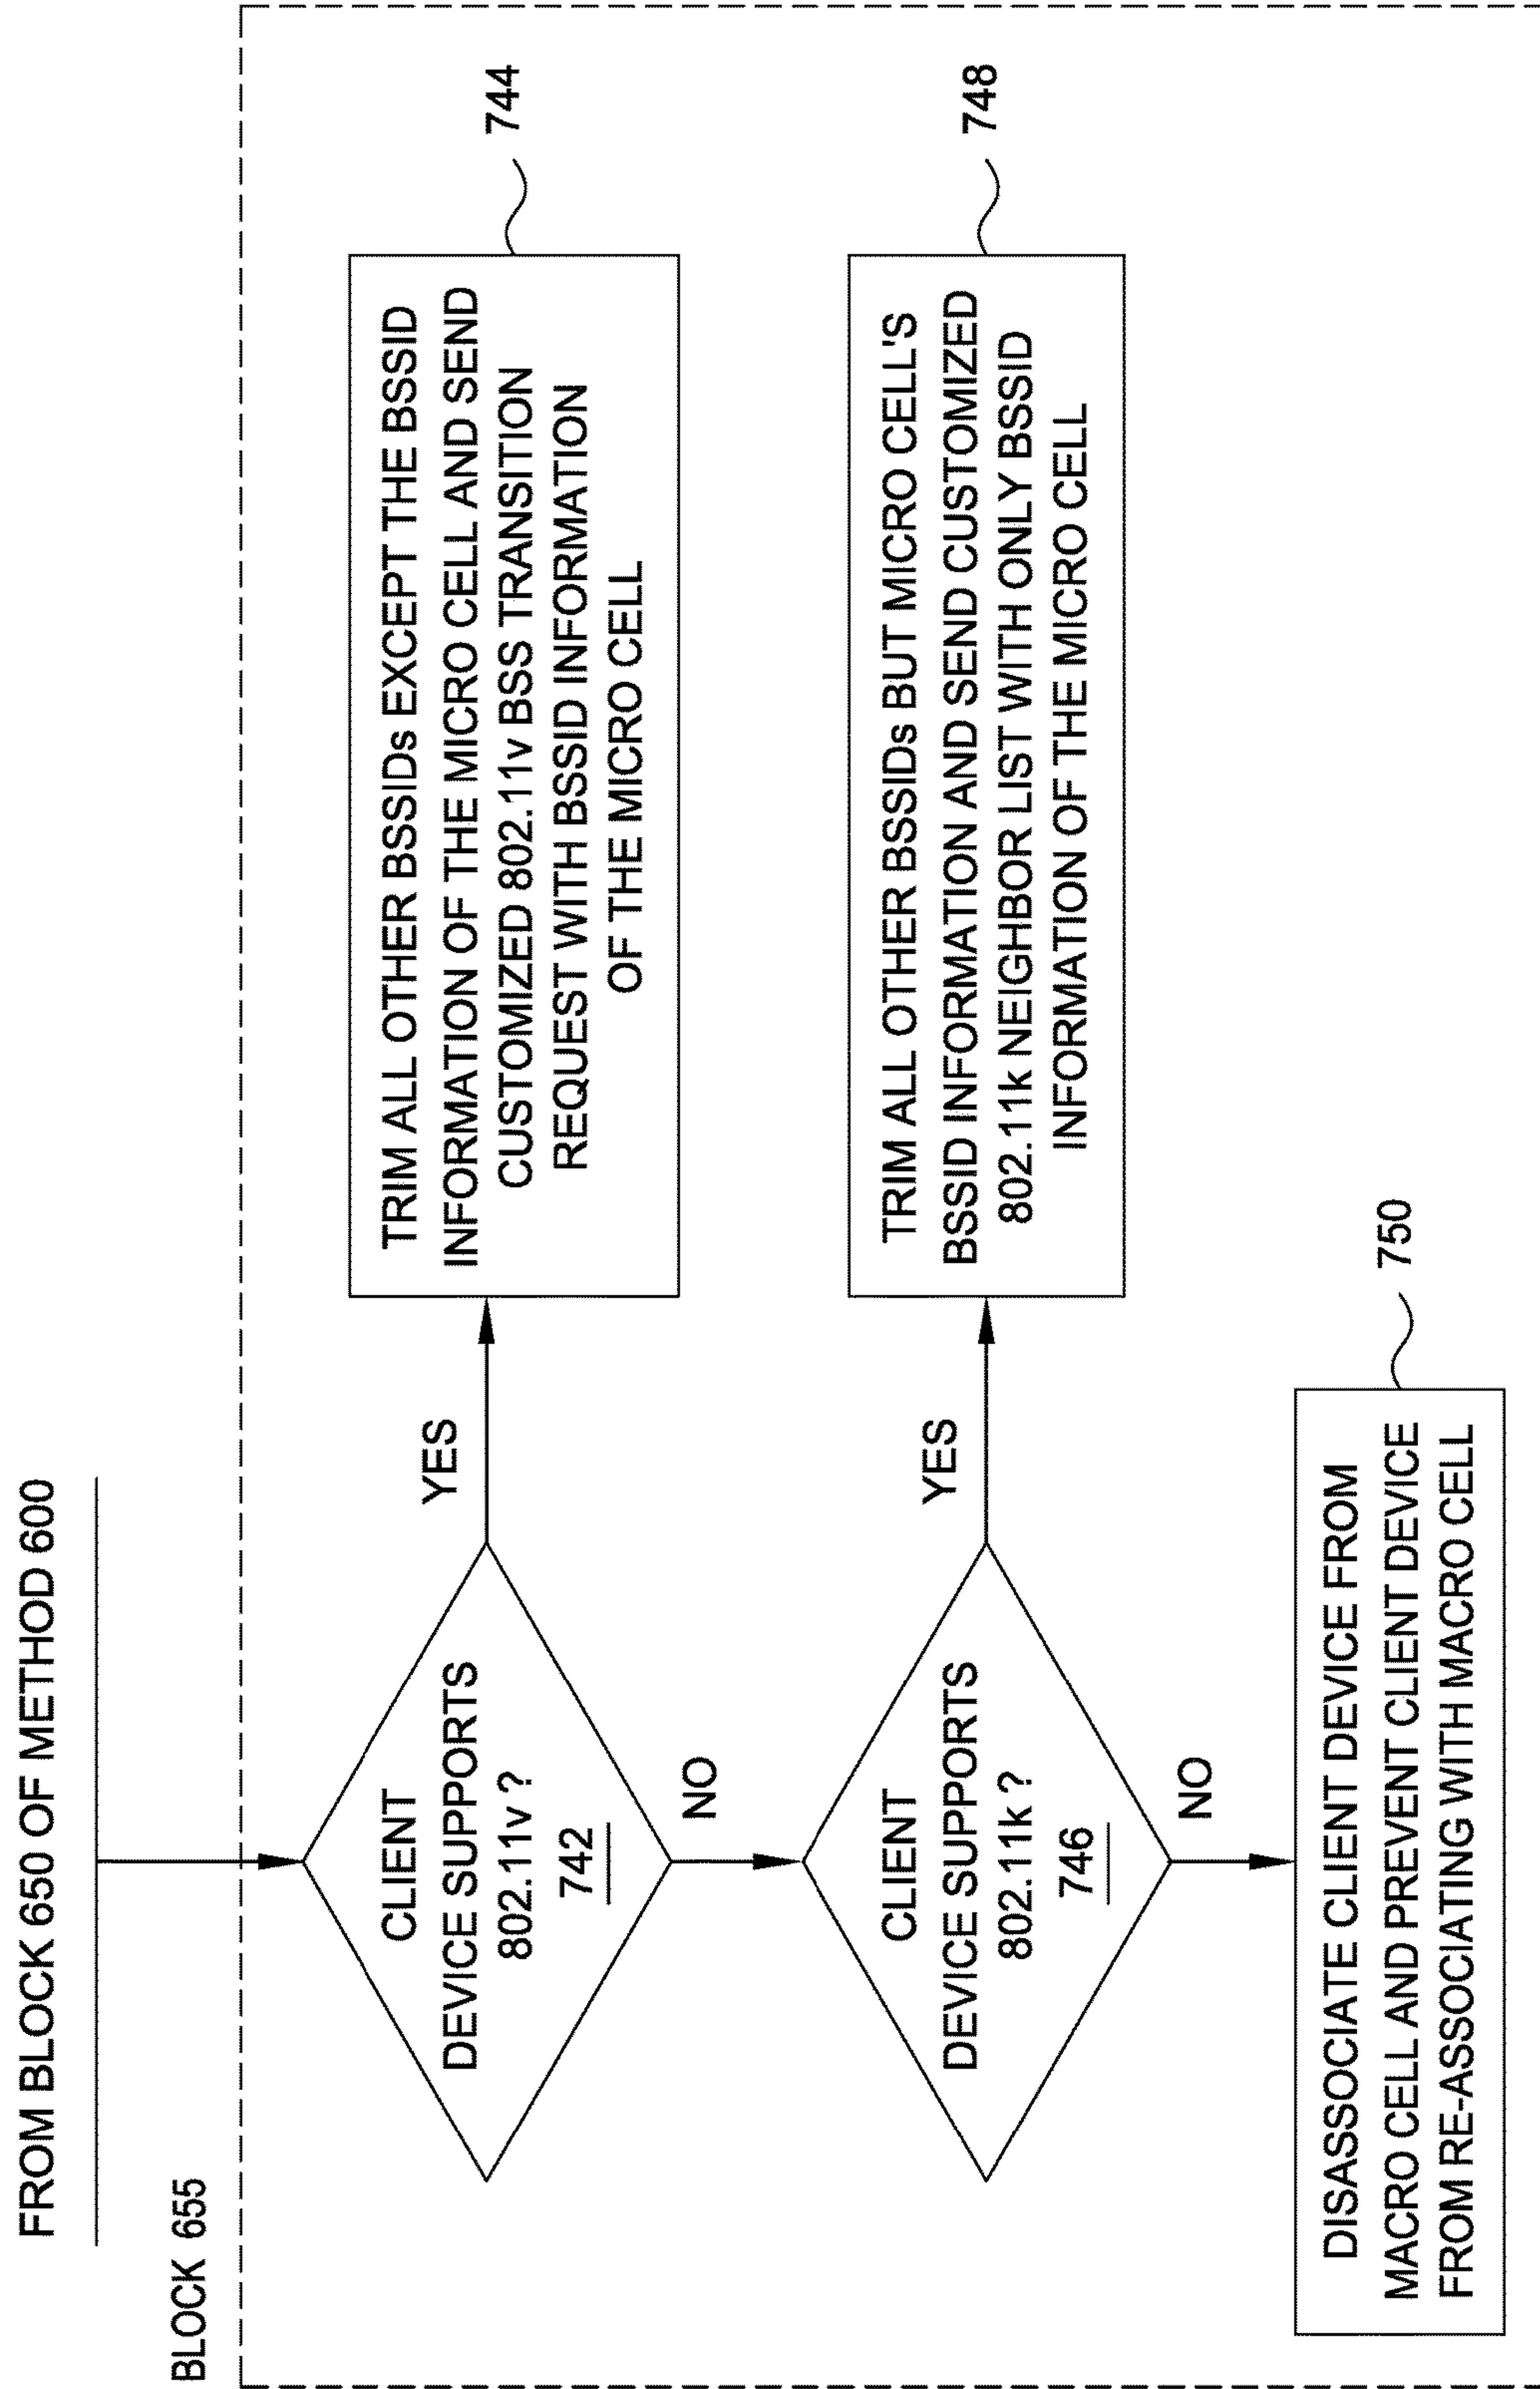 FROM BLOCK 650 OF METHOD 600
BLOCK 655
CLIENT
DEVICE SUPPORTS
802.11v ?
742
YES
TRIM ALL OTHER BSSIDs EXCEPT THE BSSID
INFORMATION OF THE MICRO CELL AND SEND
CUSTOMIZED 802.11v BSS TRANSITION
REQUEST WITH BSSID INFORMATION
OF THE MICRO CELL
744
NO
CLIENT
DEVICE SUPPORTS
802.11k ?
746
YES
TRIM ALL OTHER BSSIDs BUT MICRO CELL'S
BSSID INFORMATION AND SEND CUSTOMIZED
802.11k NEIGHBOR LIST WITH ONLY BSSID
INFORMATION OF THE MICRO CELL
748
NO
DISASSOCIATE CLIENT DEVICE FROM
MACRO CELL AND PREVENT CLIENT DEVICE
FROM RE-ASSOCIATING WITH MACRO CELL
750